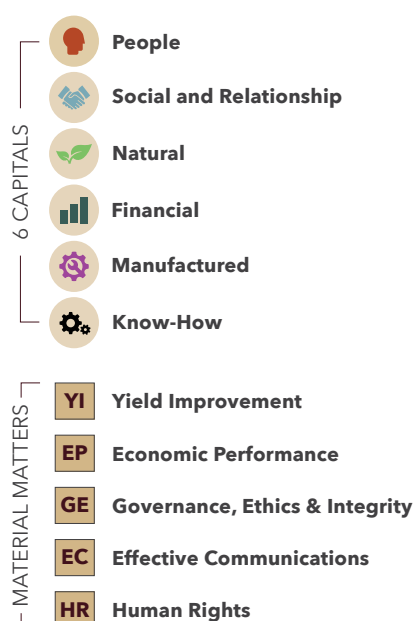 6 CAPITALS
People
Social and Relationship
Natural
Financial
Manufactured
Know-How
MATERIAL MATTERS
YI Yield Improvement
EP Economic Performance
GE Governance, Ethics & Integrity
EC Effective Communications
HR Human Rights